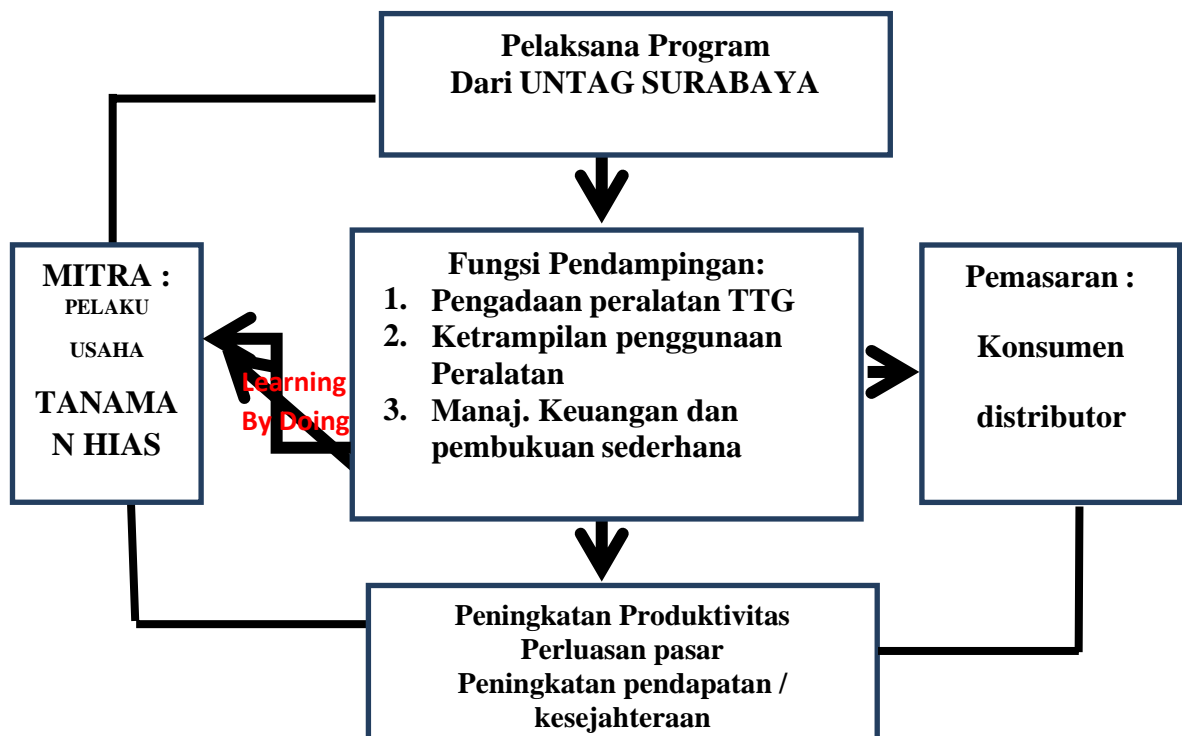 Pelaksana Program
Dari UNTAG SURABAYA
MITRA :
PELAKU
USAHA
TANAMA
N HIAS
Learning
By Doing
Fungsi Pendampingan:
1. Pengadaan peralatan TTG
2. Ketrampilan penggunaan
Peralatan
3. Manaj. Keuangan dan
pembukuan sederhana
Pemasaran :
Konsumen
distributor
Peningkatan Produktivitas
Perluasan pasar
Peningkatan pendapatan /
kesejahteraan